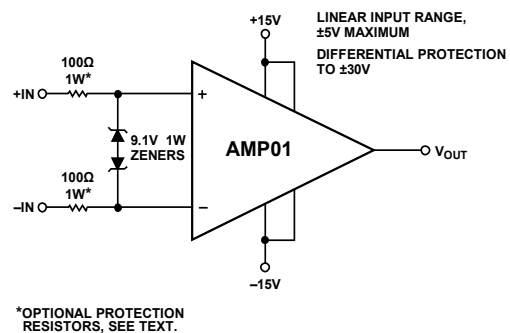 +15V
LINEAR INPUT RANGE,
±5V MAXIMUM
DIFFERENTIAL PROTECTION
TO ±30V
100Ω
1W*
+IN
+
9.1V 1W
ZENERS
AMP01
VOUT
100Ω
1W*
–IN
–
–15V
*OPTIONAL PROTECTION
RESISTORS, SEE TEXT.